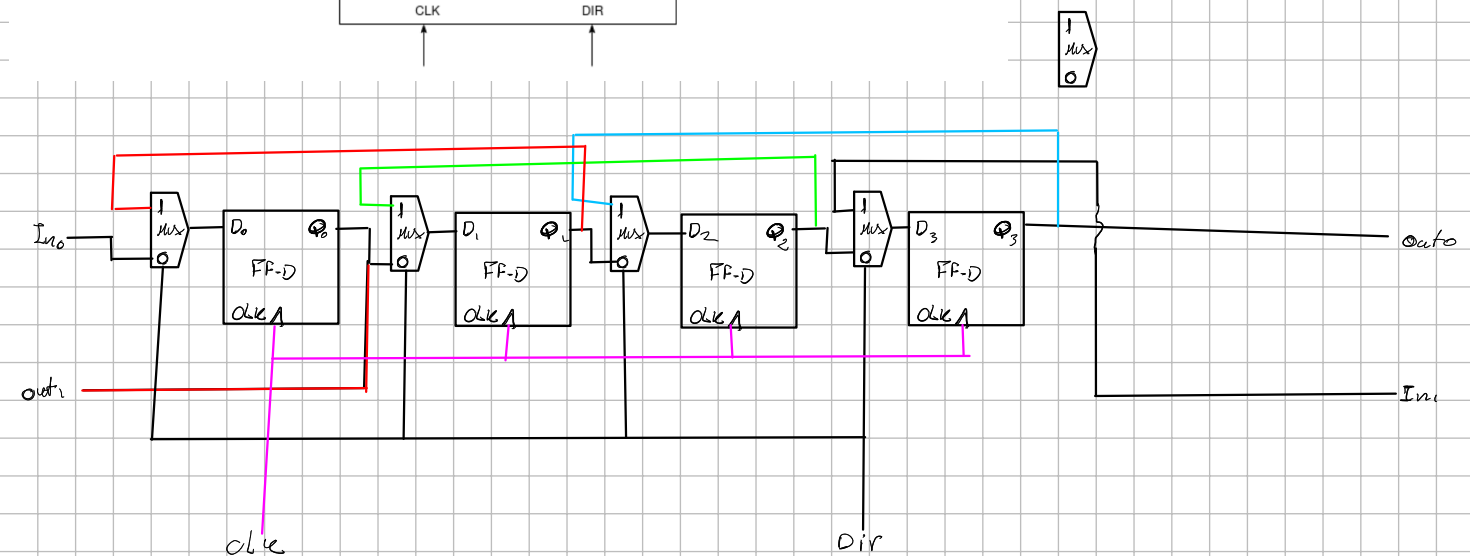 CLK DIR
1
Mux
0
In0
1
Mux
0
D0 Q0
FF-D
Clk
1
Mux
0
D1 Q1
FF-D
Clk
1
Mux
0
D2 Q2
FF-D
Clk
1
Mux
0
D3 Q3
FF-D
Clk
Out0
Out1
In1
Clk
Dir